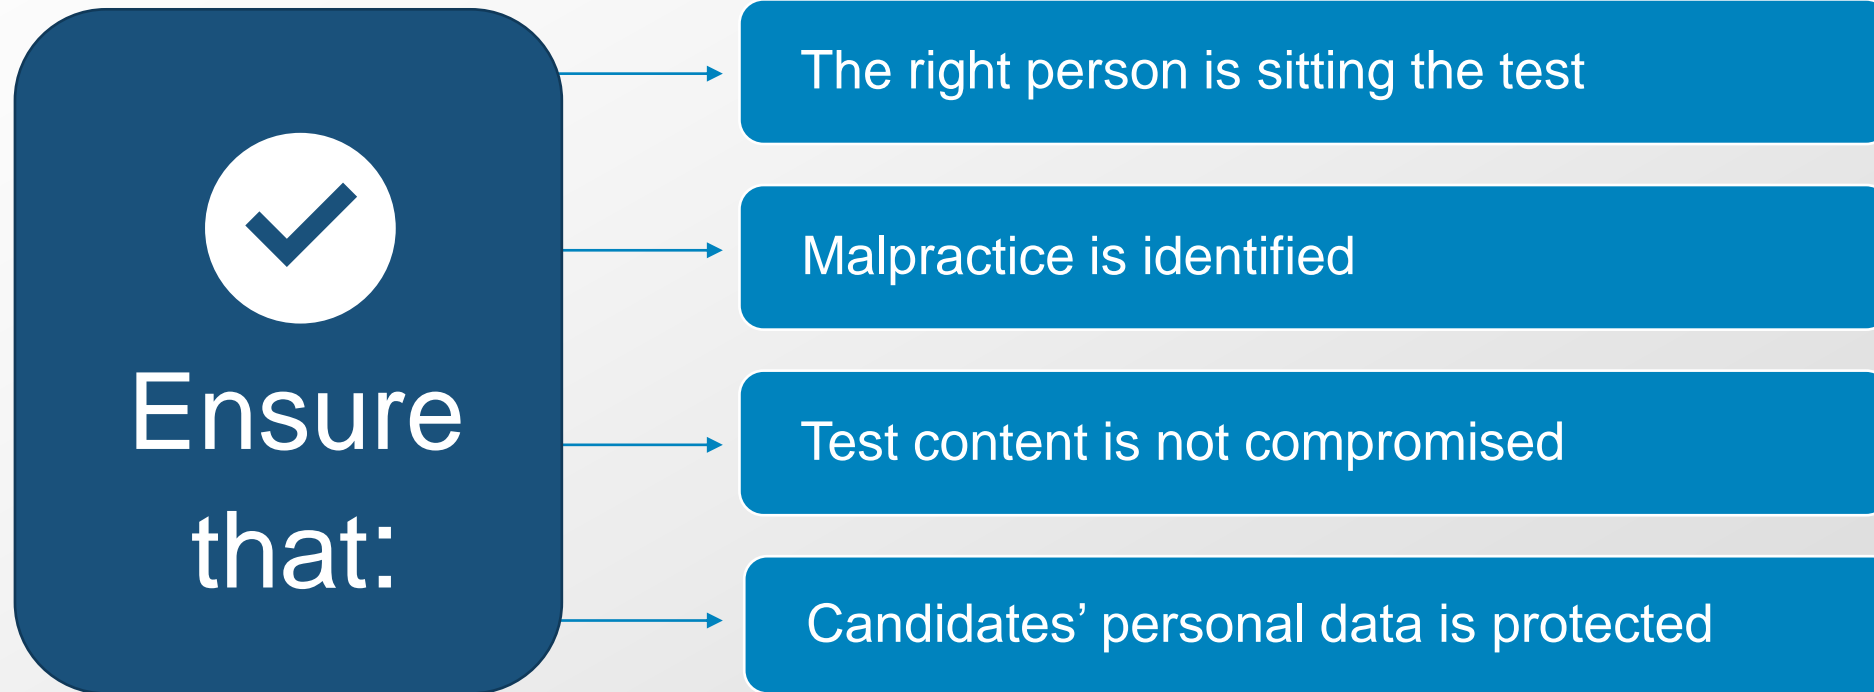 Ensure
that:
The right person is sitting the test
Malpractice is identified
Test content is not compromised
Candidates’ personal data is protected